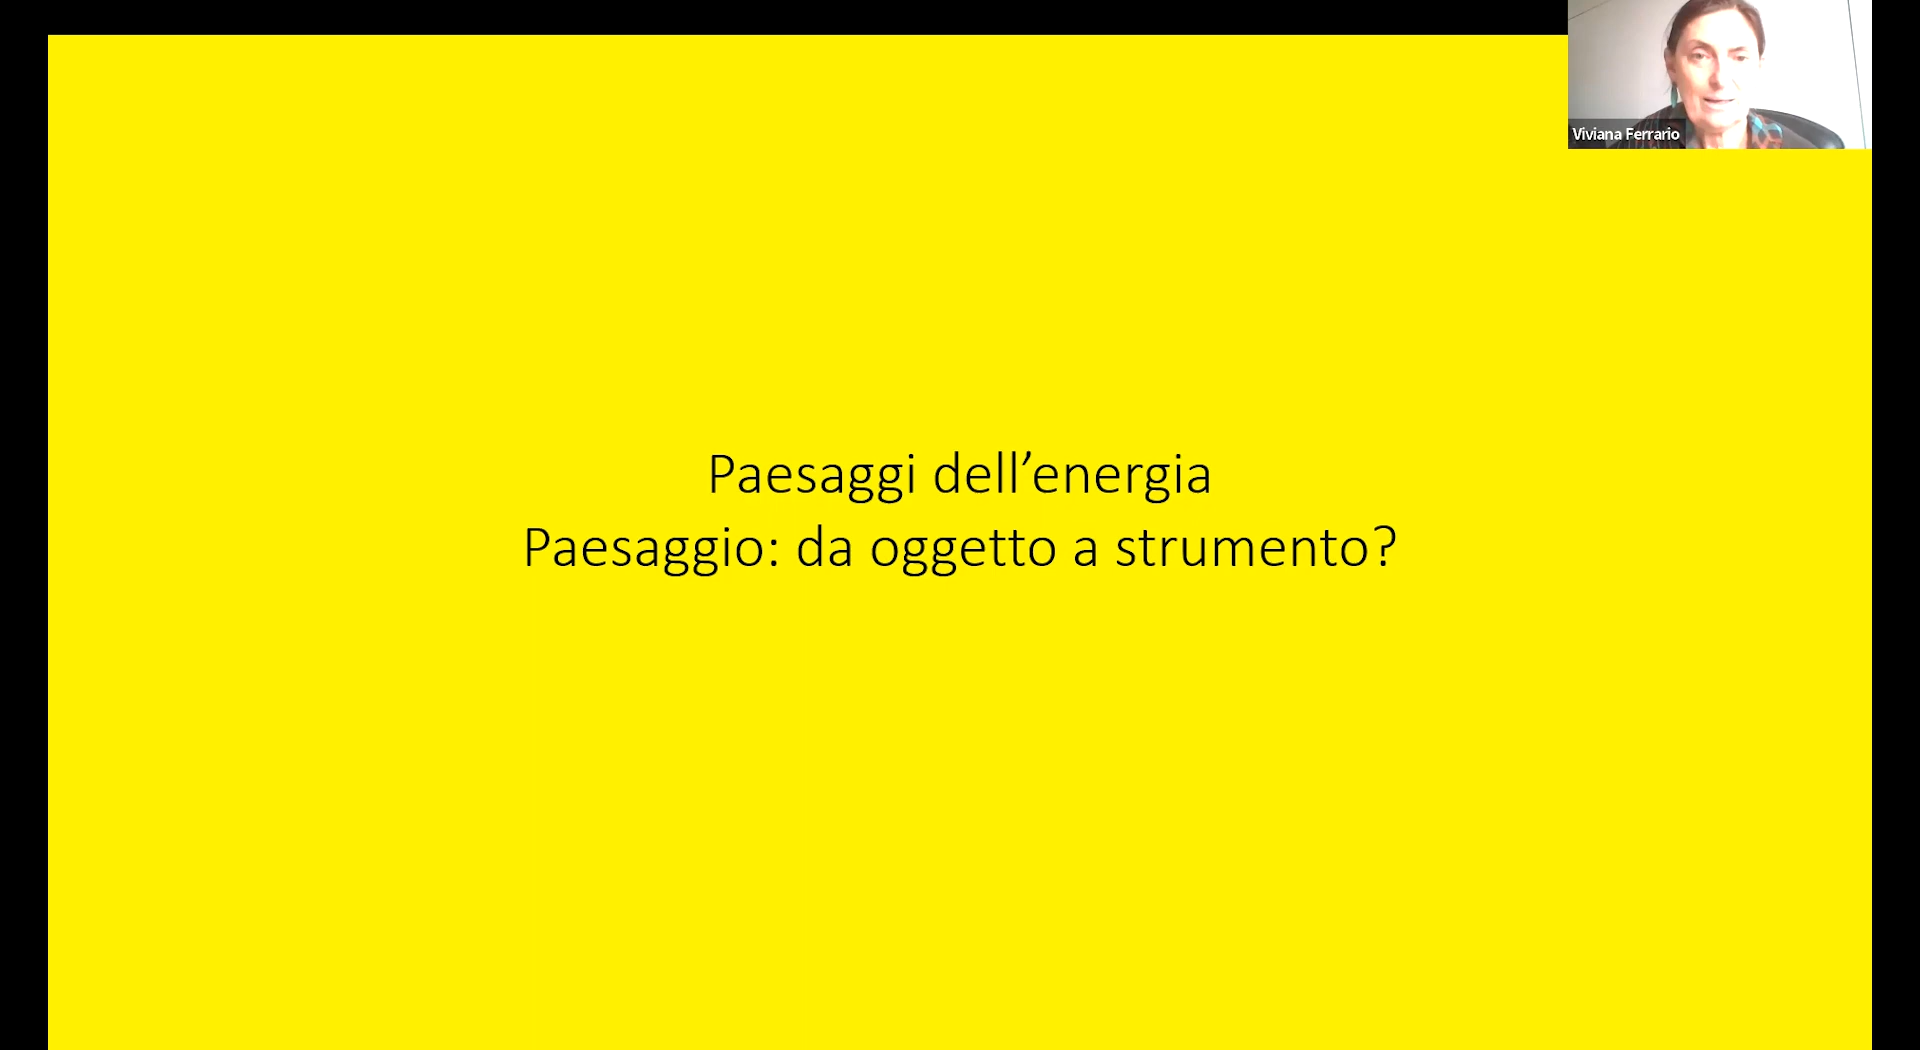 Viviana Ferrario
Paesaggi dell’energia
Paesaggio: da oggetto a strumento?